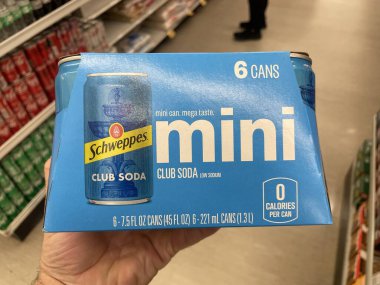 6 CANS
mini can. mega taste.
mini
Schweppes
CLUB SODA
CLUB SODA LOW SODIUM
0
CALORIES
PER CAN
6 - 7.5 FL OZ CANS (45 FL OZ) 6 - 221 mL CANS (1.3 L)